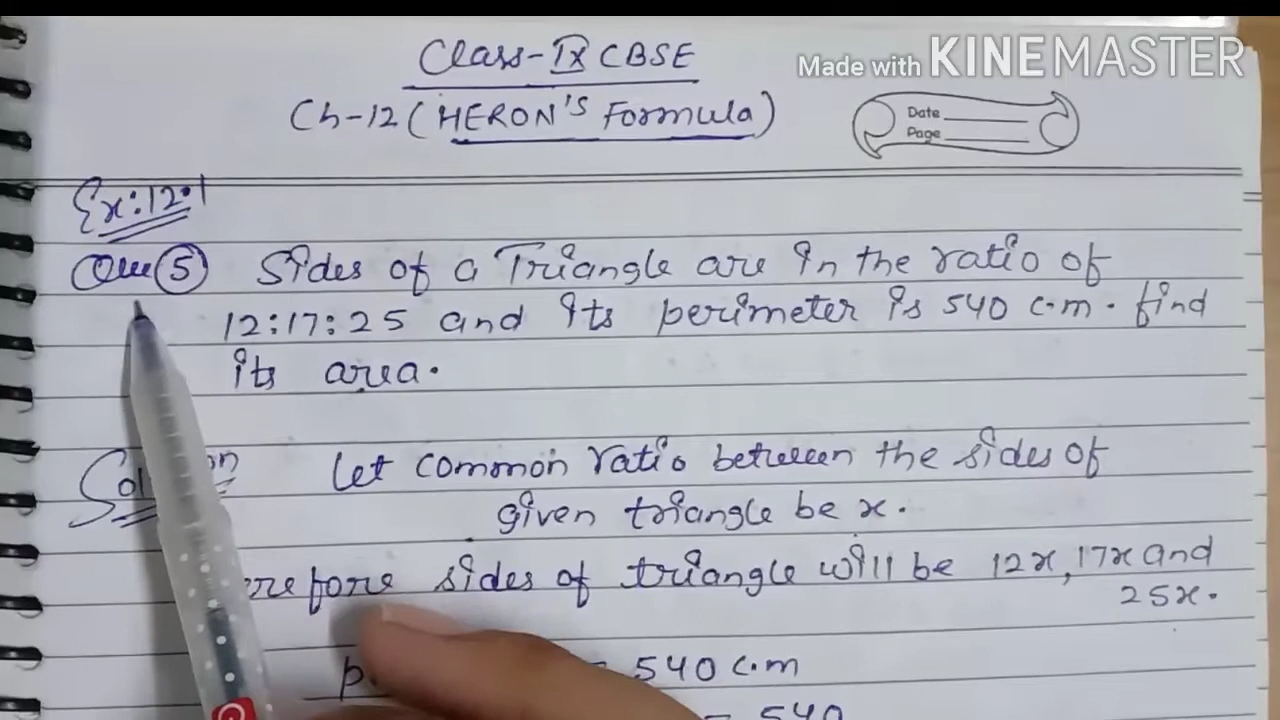 Class-IX CBSE
Made with KINEMASTER
Ch-12 (HERON'S Formula)
Date
Page
Ex:12.1
Que 5 Sides of a Triangle are in the ratio of
12:17:25 and its perimeter is 540 c.m. find
its area.
Let common ratio between the sides of
given triangle be x.
sides of triangle will be 12x, 17x and
25x.
540 c.m
= 540